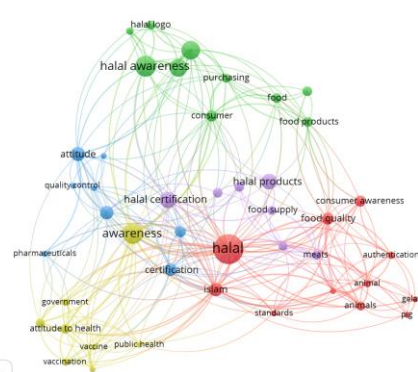 halal logo
halal awareness
purchasing
food
consumer
food products
attitude
quality control
halal products
halal certification
consumer awareness
food supply
food quality
awareness
halal
pharmaceuticals
meats
authentication
certification
animal
islam
government
animals
standards
pig
attitude to health
vaccine
public health
vaccination